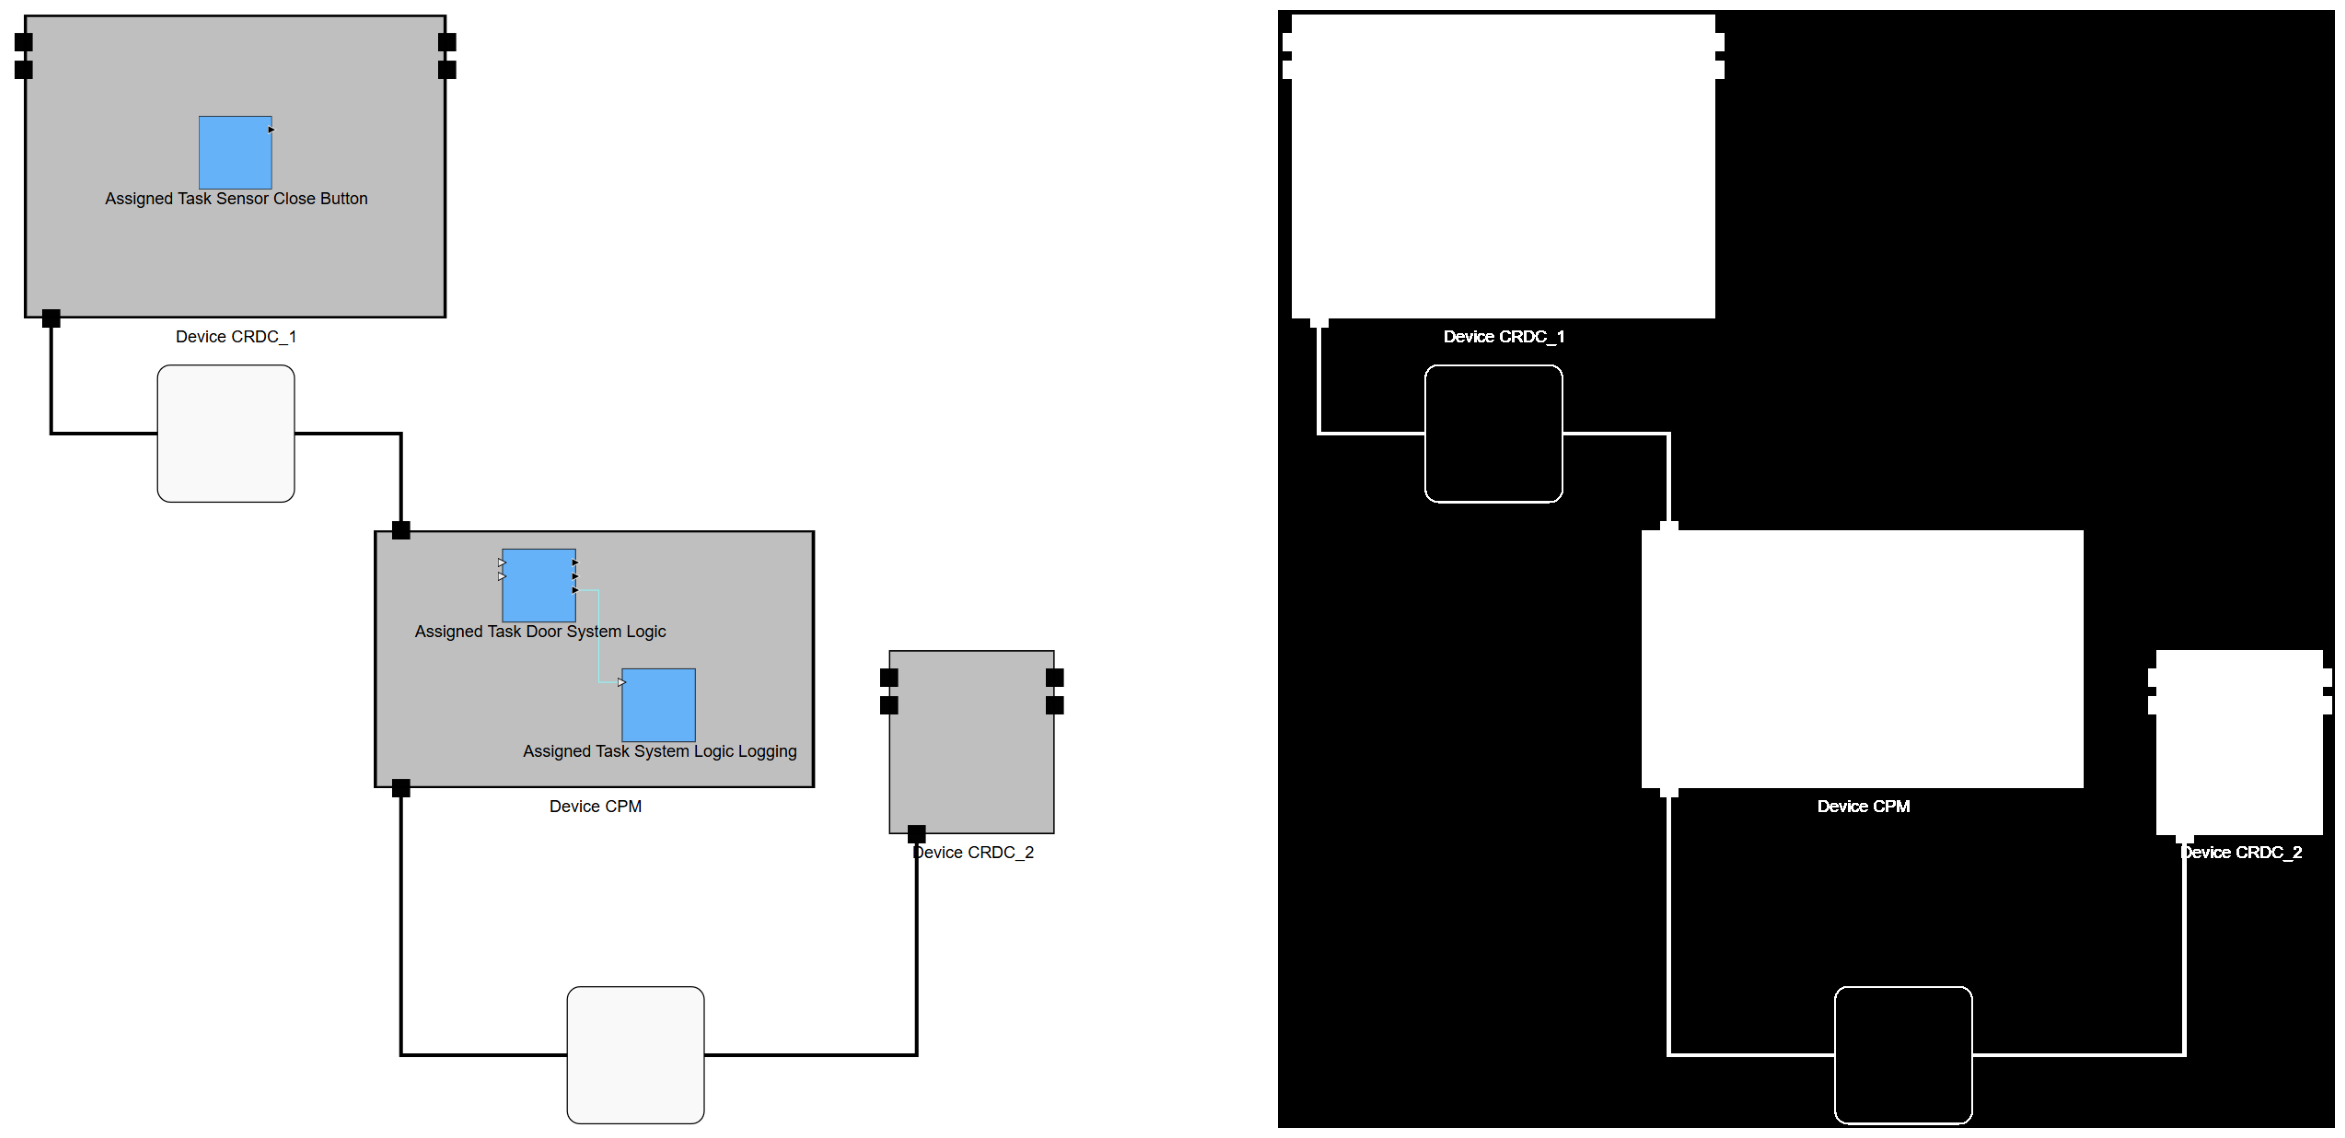 Assigned Task Sensor Close Button
Device CRDC_1
Assigned Task Door System Logic
Assigned Task System Logic Logging
Device CPM
Device CRDC_2
Device CRDC_1
Device CPM
Device CRDC_2